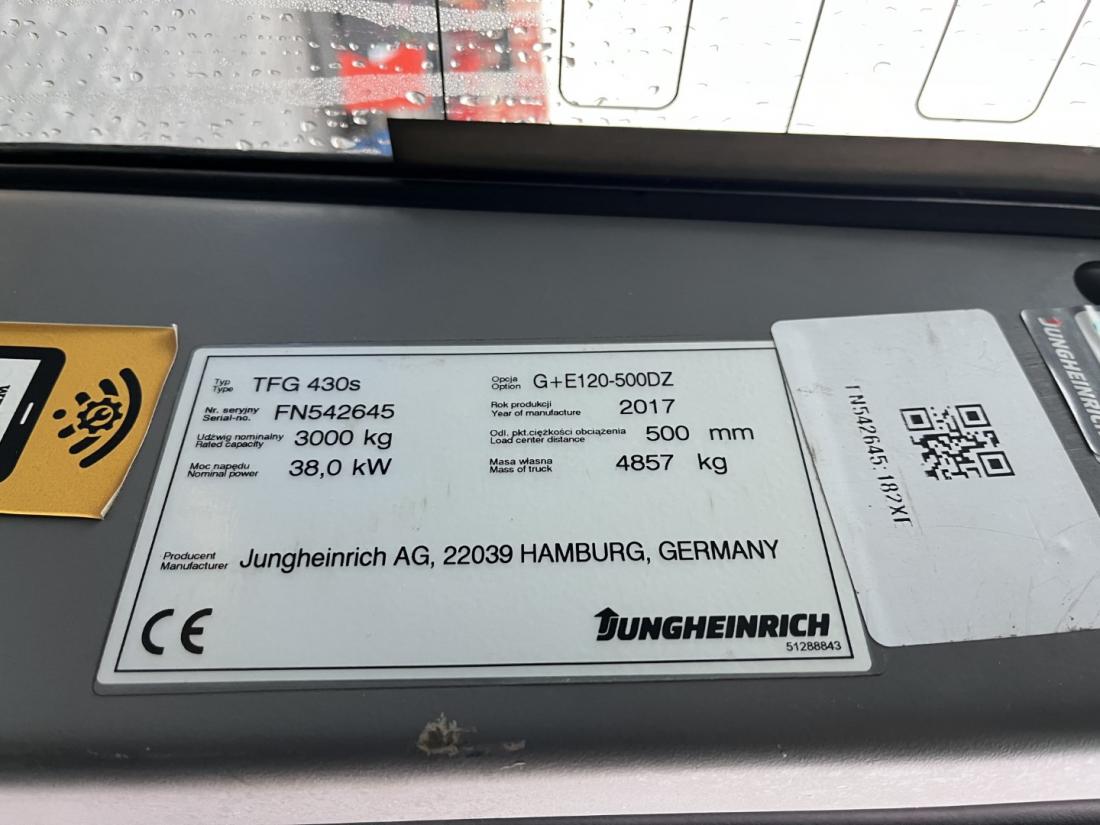 Typ
Type
TFG 430s
Opcja
Option
G+E120-500DZ
Nr. seryjny
Serial-no.
FN542645
Rok produkcji
Year of manufacture
2017
Udźwig nominalny
Rated capacity
3000 kg
Odl. pkt.ciężkości obciążenia
Load center distance
500 mm
Moc napędu
Nominal power
38,0 kW
Masa własna
Mass of truck
4857 kg
Producent
Manufacturer
Jungheinrich AG, 22039 HAMBURG, GERMANY
CE
JUNGHEINRICH
51288843
JUNGHEINRICH